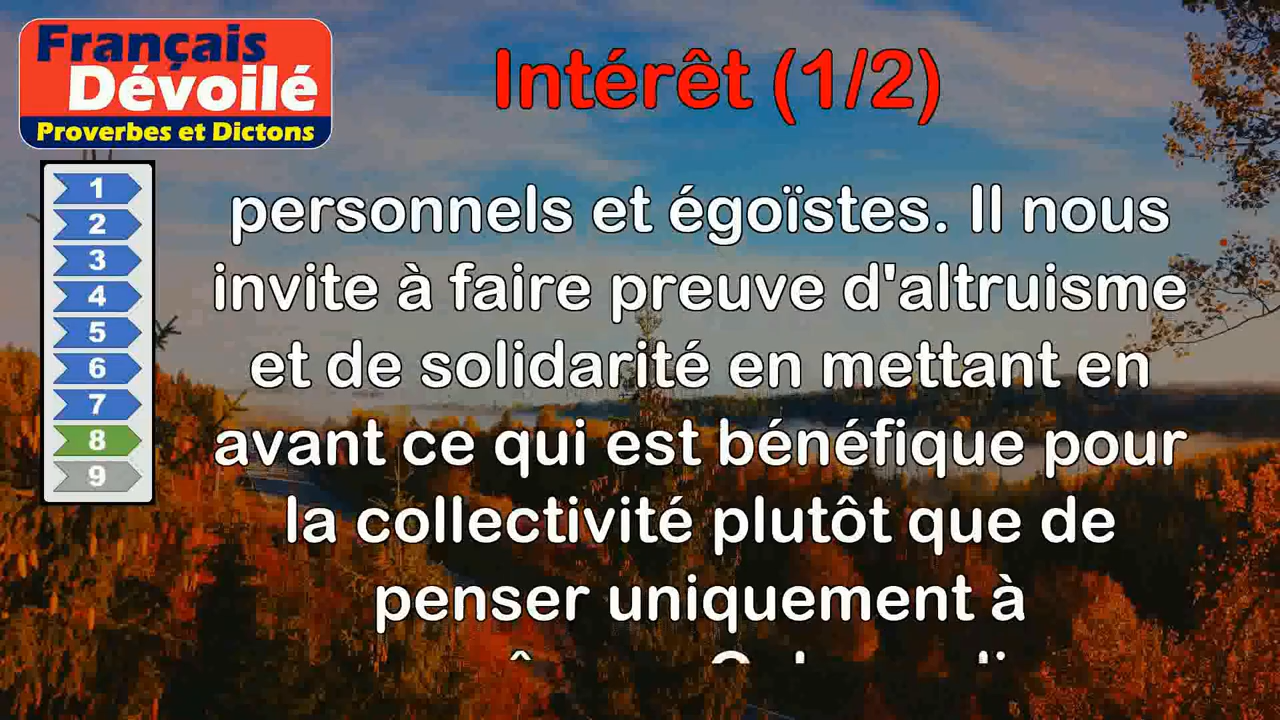 Français
Dévoilé
Proverbes et Dictons
Intérêt (1/2)
1
2
3
4
5
6
7
8
9
personnels et égoïstes. Il nous
invite à faire preuve d'altruisme
et de solidarité en mettant en
avant ce qui est bénéfique pour
la collectivité plutôt que de
penser uniquement à